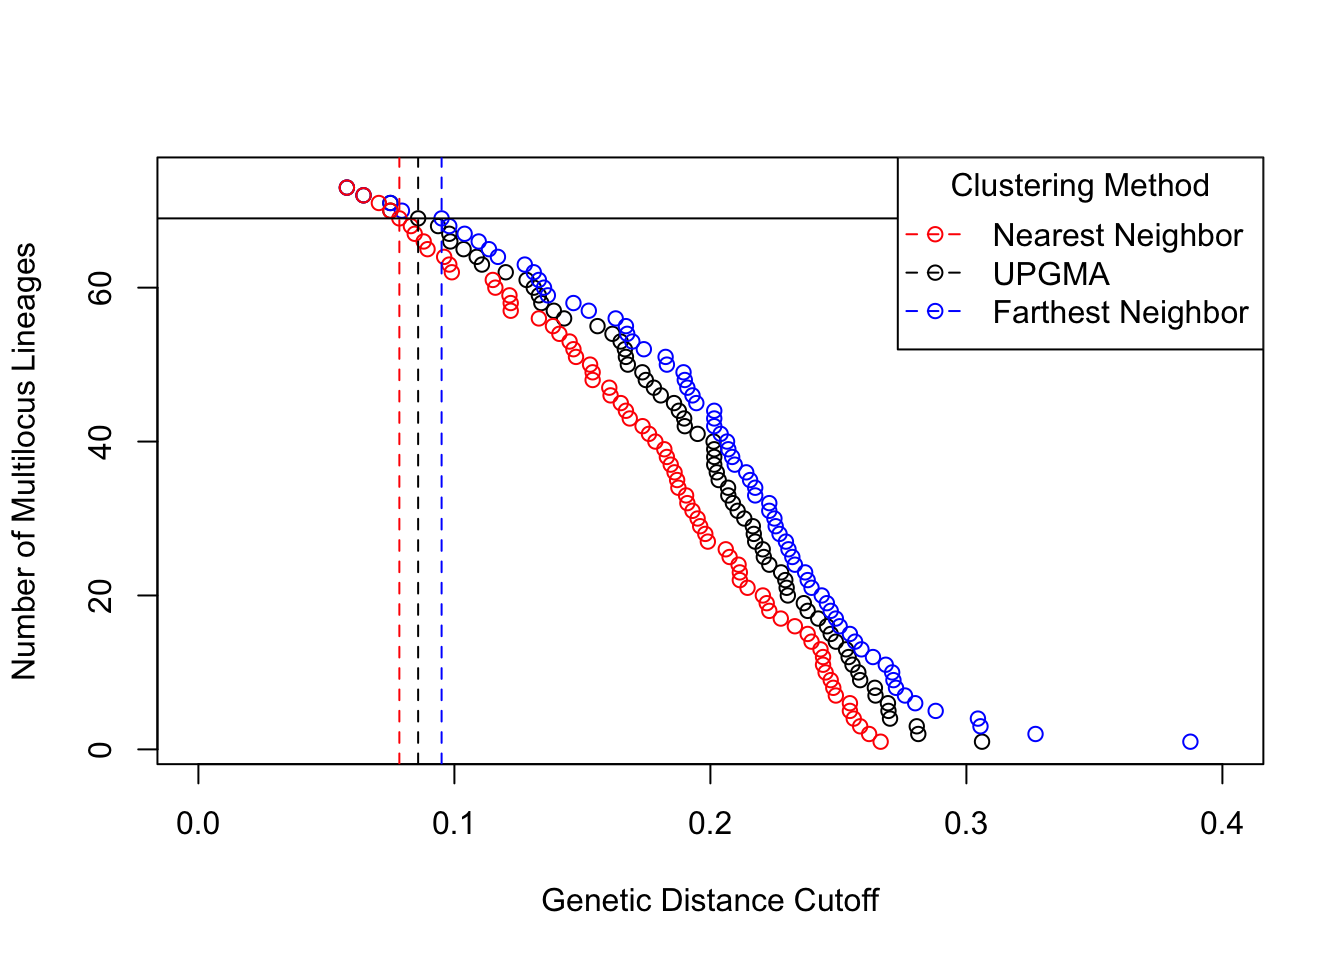 Clustering Method
Nearest Neighbor
UPGMA
Farthest Neighbor
Number of Multilocus Lineages
60
40
20
0
0.0 0.1 0.2 0.3 0.4
Genetic Distance Cutoff